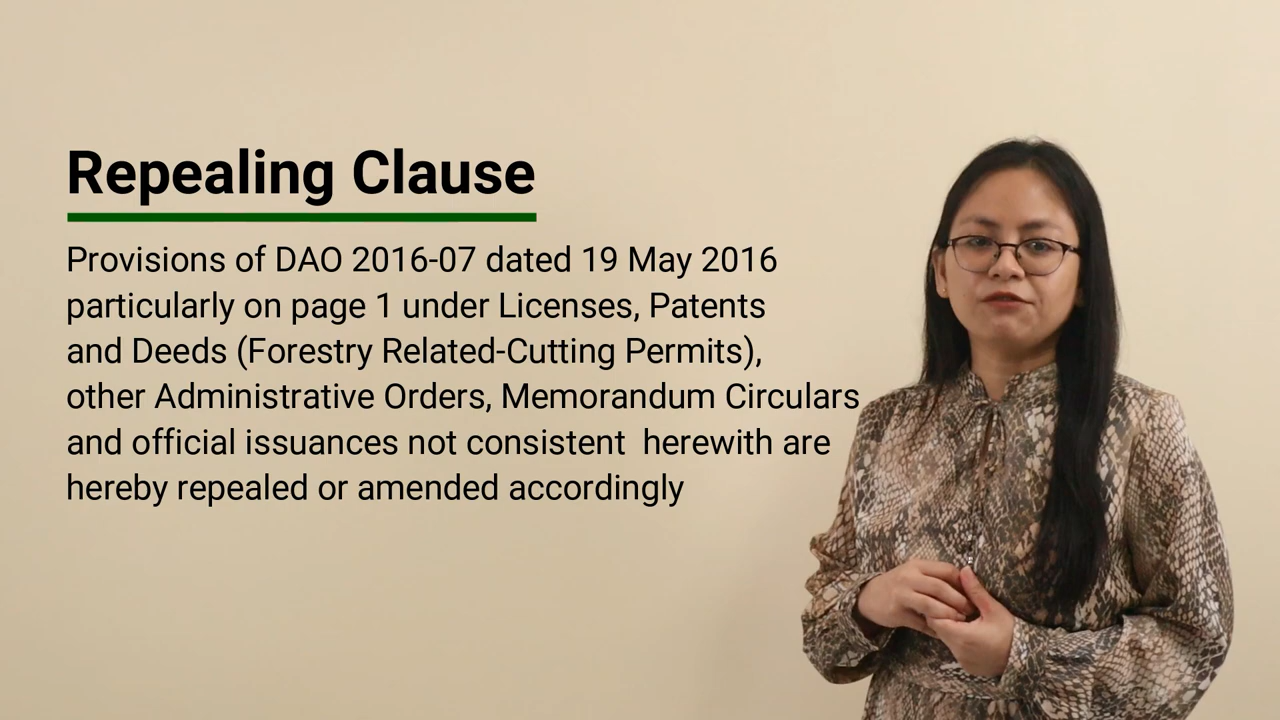 Repealing Clause
Provisions of DAO 2016-07 dated 19 May 2016
particularly on page 1 under Licenses, Patents
and Deeds (Forestry Related-Cutting Permits),
other Administrative Orders, Memorandum Circulars
and official issuances not consistent  herewith are
hereby repealed or amended accordingly